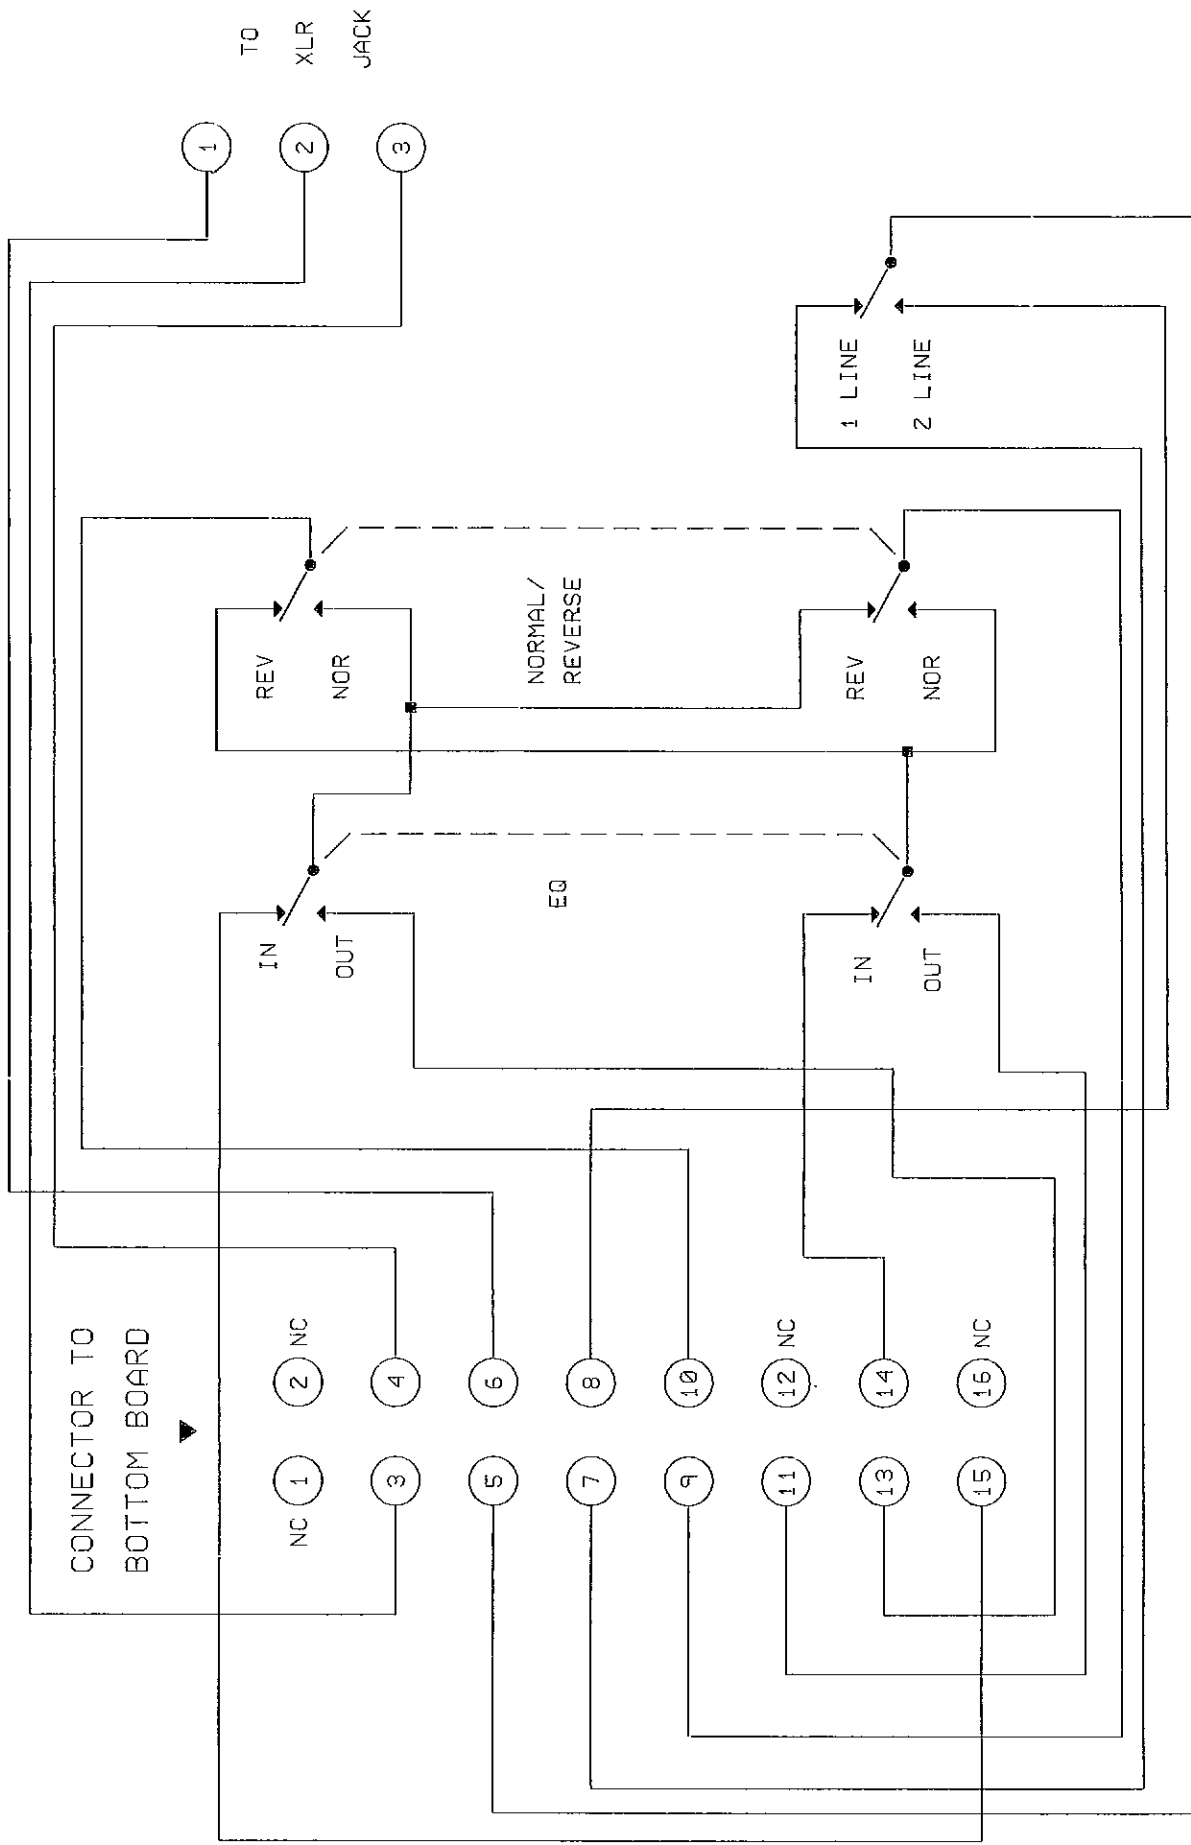 CONNECTOR TO
BOTTOM BOARD
NC 1 2 NC
3 4
5 6
7 8
9 10
11 12 NC
13 14
15 16 NC
IN
OUT
EQ
IN
OUT
REV
NOR
NORMAL/
REVERSE
REV
NOR
1 LINE
2 LINE
1
2
3
TO
XLR
JACK